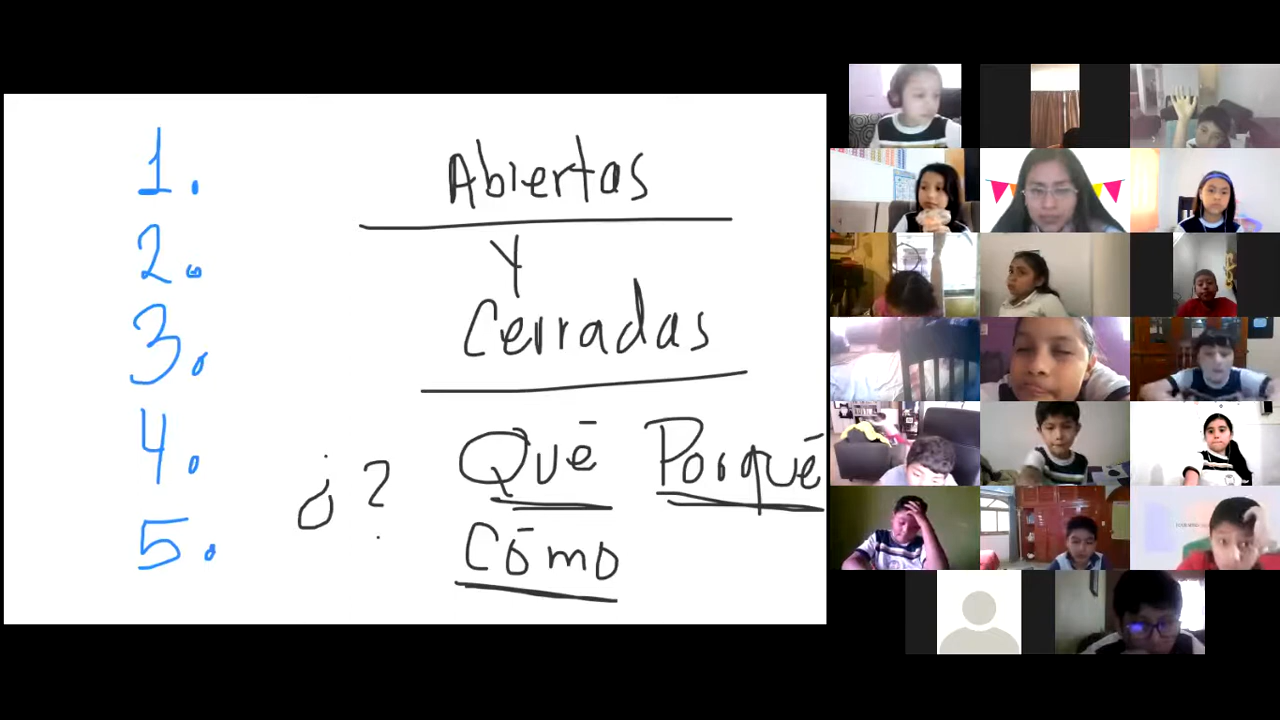 1.
2.
3.
4.
5.
Abiertas
Y
Cerradas
¿? Qué Porqué
Cómo